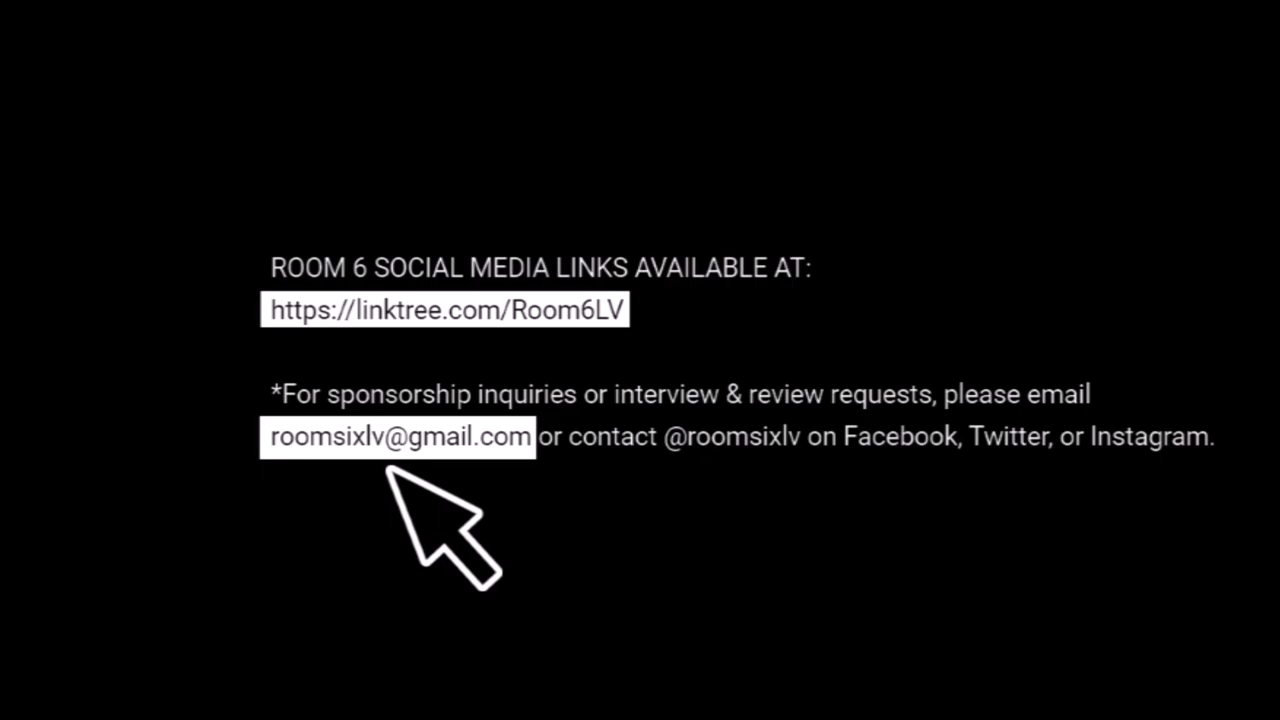 ROOM 6 SOCIAL MEDIA LINKS AVAILABLE AT:
https://linktree.com/Room6LV
*For sponsorship inquiries or interview & review requests, please email
roomsixlv@gmail.com or contact @roomsixlv on Facebook, Twitter, or Instagram.